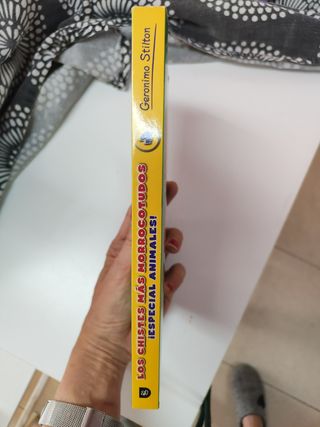 Geronimo Stilton
LOS CHISTES MÁS MORROCOTUDOS
¡ESPECIAL ANIMALES!